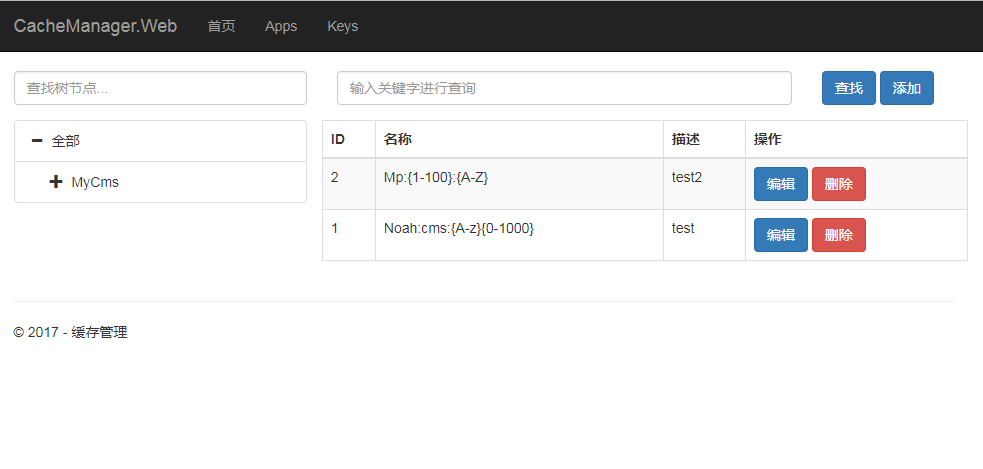 CacheManager.Web 首页 Apps Keys
查找树节点... 输入关键字进行查询 查找 添加
全部
MyCms
ID 名称 描述 操作
2 Mp:{1-100}:{A-Z} test2 编辑 删除
1 Noah:cms:{A-z}{0-1000} test 编辑 删除
© 2017 - 缓存管理